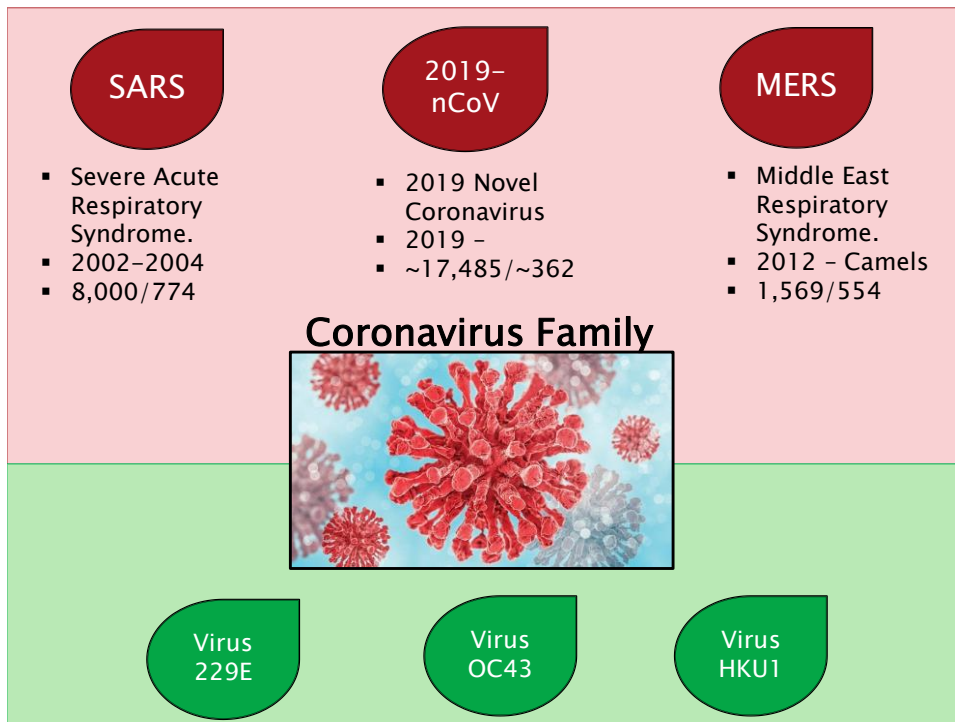 SARS
2019-
nCoV
MERS
▪ Severe Acute
Respiratory
Syndrome.
▪ 2002-2004
▪ 8,000/774
▪ 2019 Novel
Coronavirus
▪ 2019 –
▪ ~17,485/~362
▪ Middle East
Respiratory
Syndrome.
▪ 2012 – Camels
▪ 1,569/554
Coronavirus Family
Virus
229E
Virus
OC43
Virus
HKU1